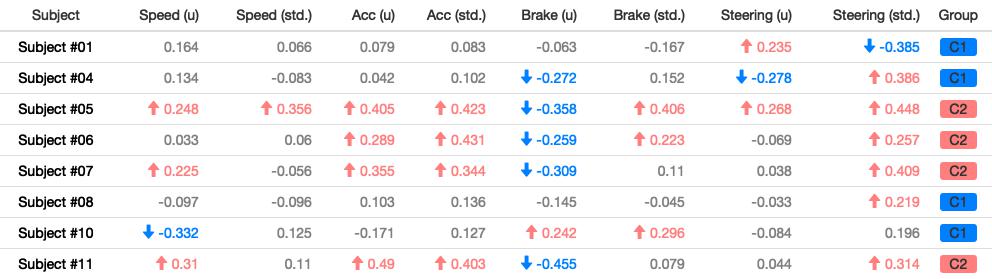 Subject Speed (u) Speed (std.) Acc (u) Acc (std.) Brake (u) Brake (std.) Steering (u) Steering (std.) Group
Subject #01 0.164 0.066 0.079 0.083 -0.063 -0.167 0.235 -0.385 C1
Subject #04 0.134 -0.083 0.042 0.102 -0.272 0.152 -0.278 0.386 C1
Subject #05 0.248 0.356 0.405 0.423 -0.358 0.406 0.268 0.448 C2
Subject #06 0.033 0.06 0.289 0.431 -0.259 0.223 -0.069 0.257 C2
Subject #07 0.225 -0.056 0.355 0.344 -0.309 0.11 0.038 0.409 C2
Subject #08 -0.097 -0.096 0.103 0.136 -0.145 -0.045 -0.033 0.219 C1
Subject #10 -0.332 0.125 -0.171 0.127 0.242 0.296 -0.084 0.196 C1
Subject #11 0.31 0.11 0.49 0.403 -0.455 0.079 0.044 0.314 C2